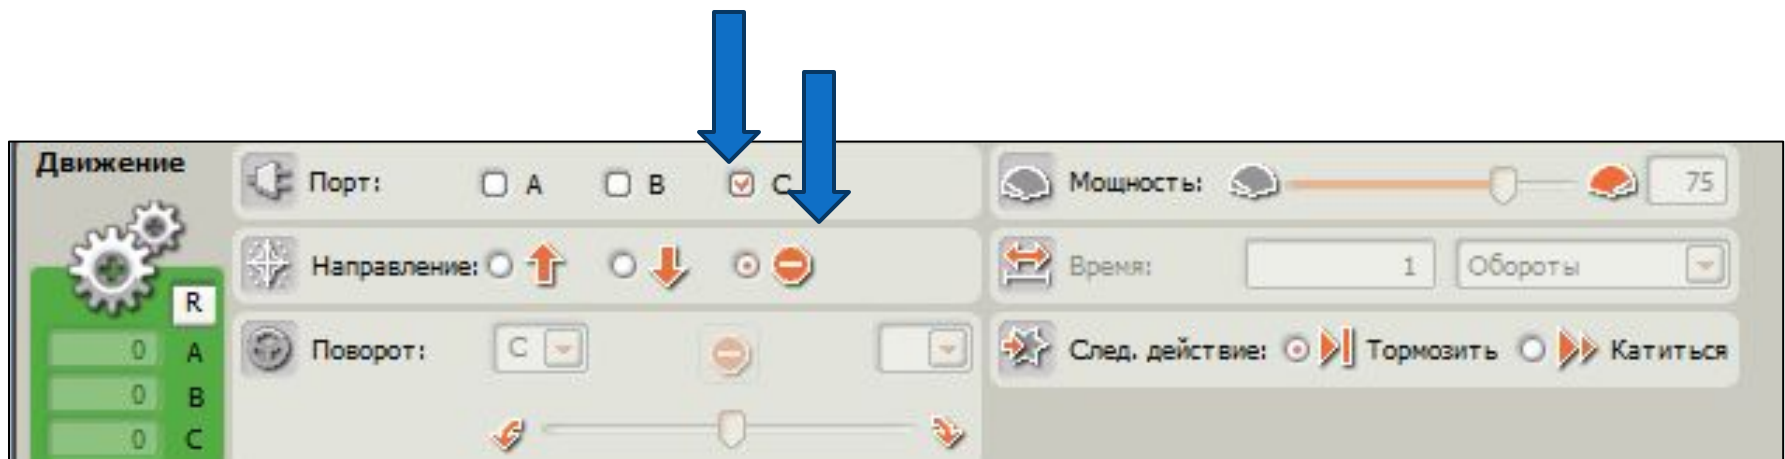 Движение
R
0 A
0 B
0 C
Порт: A B C
Направление:
Поворот: C
Мощность: 75
Время: 1 Обороты
След. действие: Тормозить Катиться